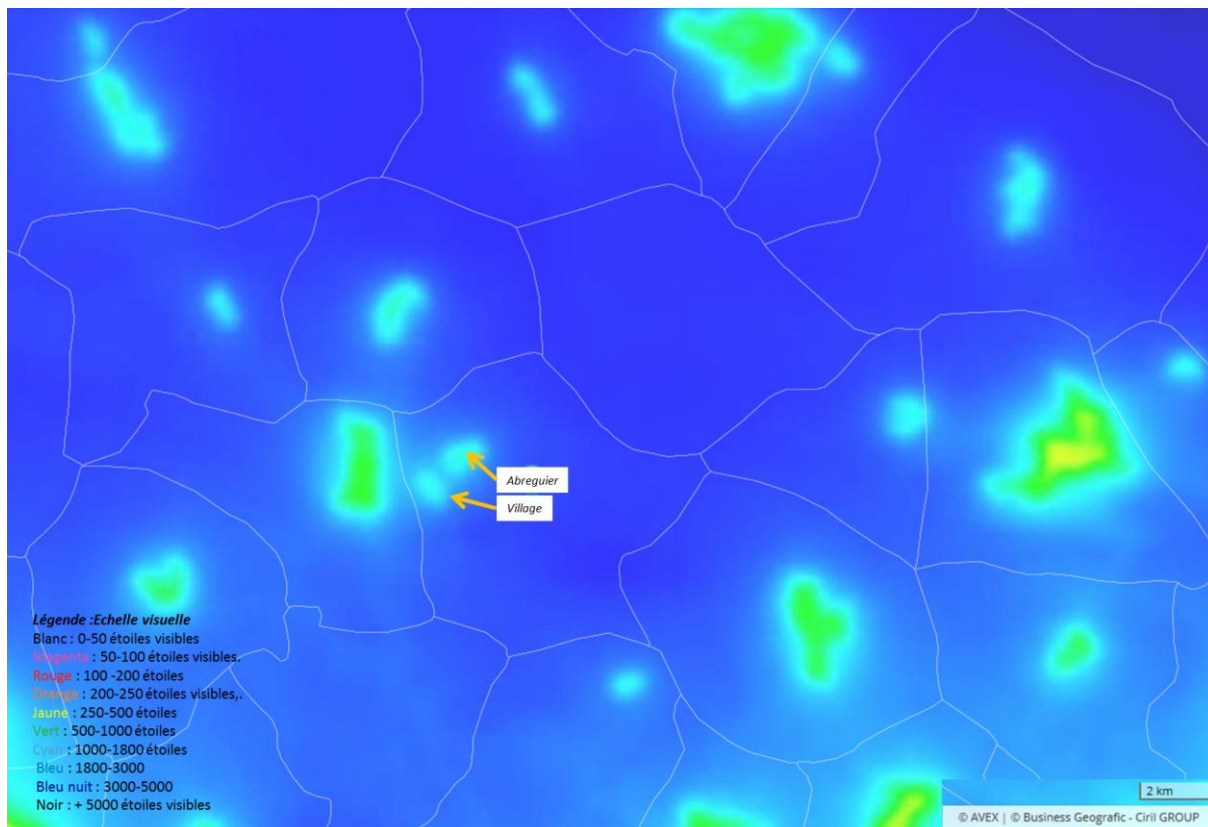 Abreguier
Village
Légende :Echelle visuelle
Blanc : 0-50 étoiles visibles
Magenta : 50-100 étoiles visibles.
Rouge : 100 -200 étoiles
Orange : 200-250 étoiles visibles,.
Jaune : 250-500 étoiles
Vert : 500-1000 étoiles
Cyan : 1000-1800 étoiles
Bleu : 1800-3000
Bleu nuit : 3000-5000
Noir : + 5000 étoiles visibles
2 km
© AVEX | © Business Geografic - Ciril GROUP